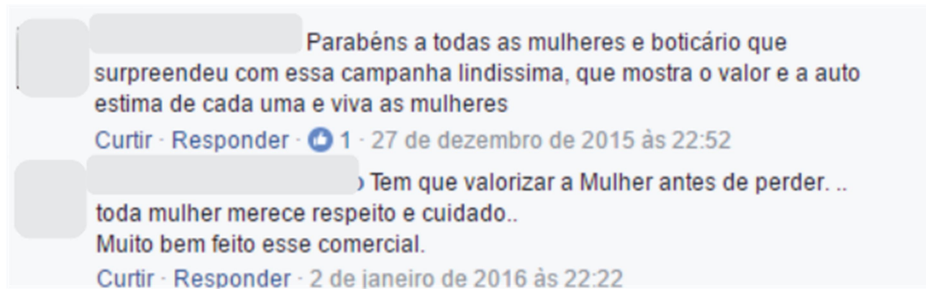 Parabéns a todas as mulheres e boticário que
surpreendeu com essa campanha lindissima, que mostra o valor e a auto
estima de cada uma e viva as mulheres
Curtir · Responder · 1 · 27 de dezembro de 2015 às 22:52
Tem que valorizar a Mulher antes de perder. ..
toda mulher merece respeito e cuidado..
Muito bem feito esse comercial.
Curtir · Responder · 2 de janeiro de 2016 às 22:22